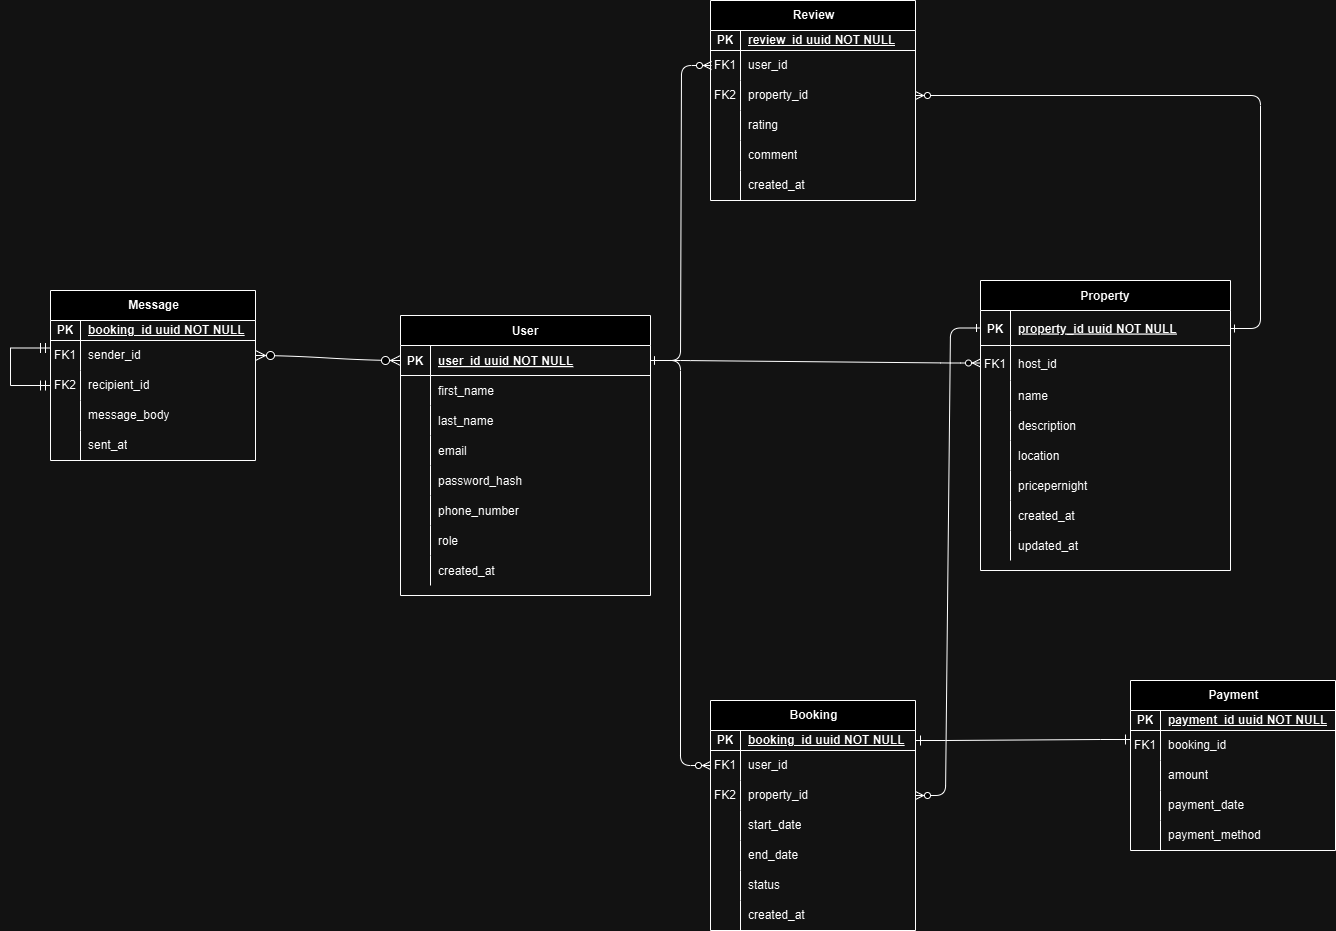 Review
PK review_id uuid NOT NULL
FK1 user_id
FK2 property_id
rating
comment
created_at
Message
PK booking_id uuid NOT NULL
FK1 sender_id
FK2 recipient_id
message_body
sent_at
User
PK user_id uuid NOT NULL
first_name
last_name
email
password_hash
phone_number
role
created_at
Property
PK property_id uuid NOT NULL
FK1 host_id
name
description
location
pricepernight
created_at
updated_at
Booking
PK booking_id uuid NOT NULL
FK1 user_id
FK2 property_id
start_date
end_date
status
created_at
Payment
PK payment_id uuid NOT NULL
FK1 booking_id
amount
payment_date
payment_method